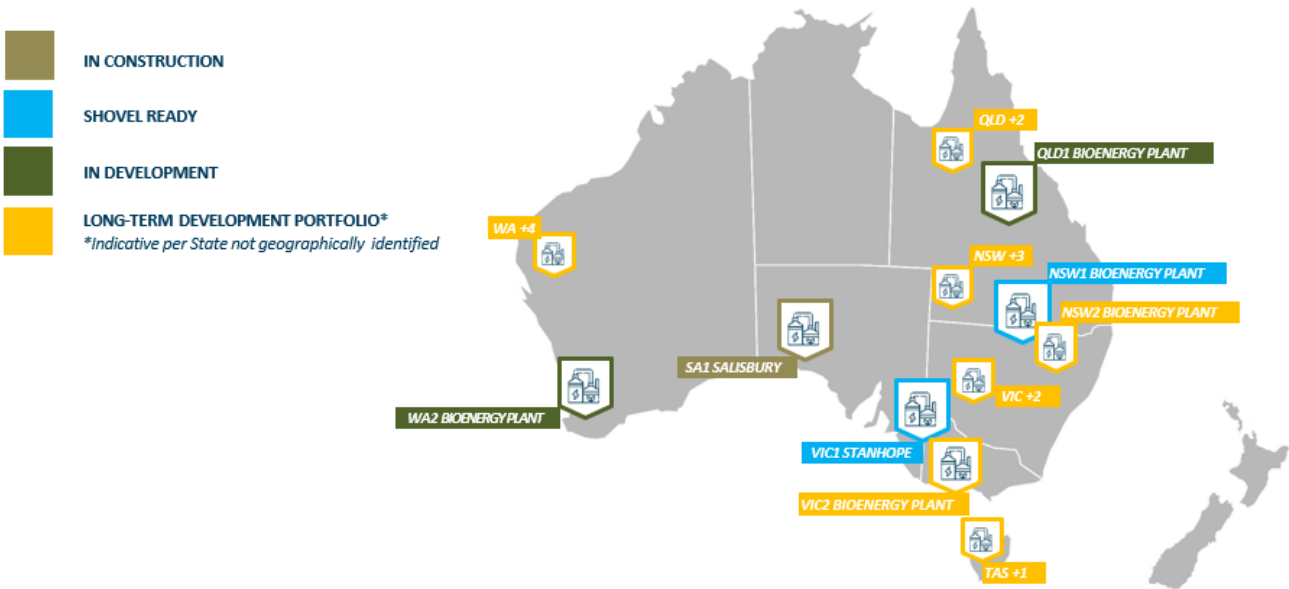 IN CONSTRUCTION
SHOVEL READY
IN DEVELOPMENT
LONG-TERM DEVELOPMENT PORTFOLIO*
*Indicative per State not geographically identified
QLD +2
QLD1 BIOENERGY PLANT
WA +4
NSW +3
NSW1 BIOENERGY PLANT
NSW2 BIOENERGY PLANT
SA1 SALISBURY
VIC +2
WA2 BIOENERGY PLANT
VIC1 STANHOPE
VIC2 BIOENERGY PLANT
TAS +1